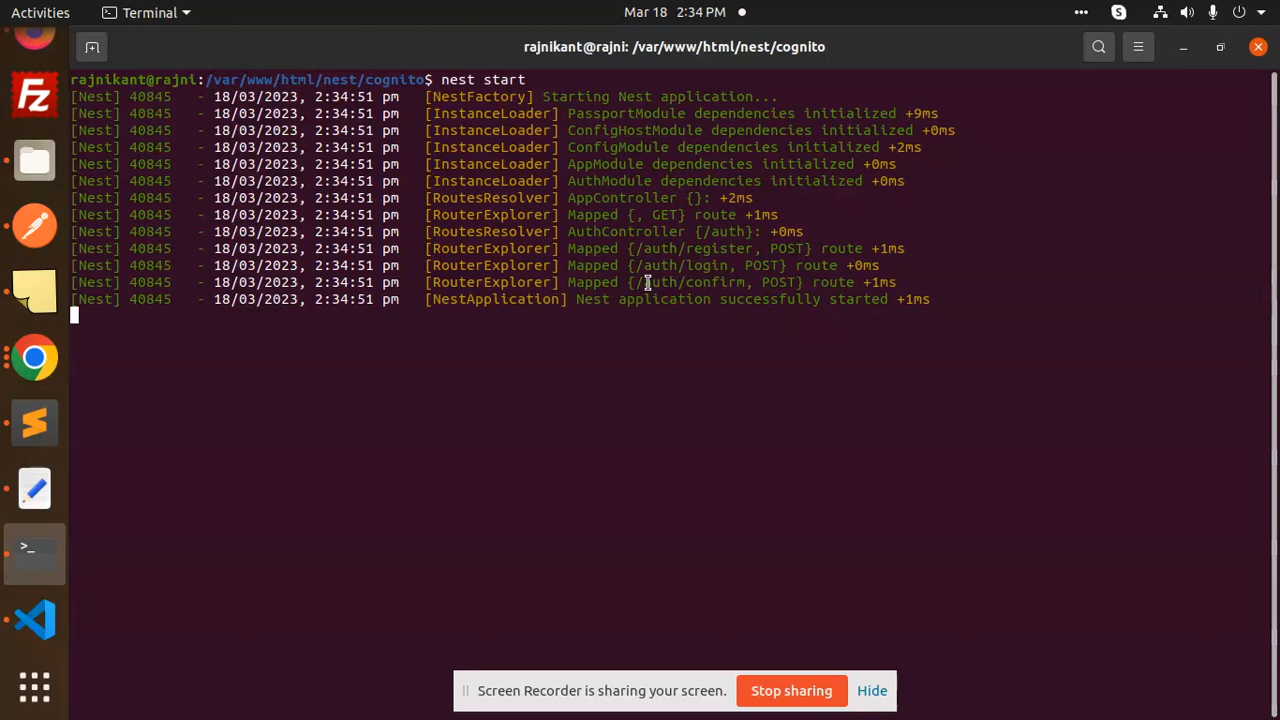 Activities
Terminal
Mar 18 2:34 PM
rajnikant@rajni: /var/www/html/nest/cognito
rajnikant@rajni:/var/www/html/nest/cognito$ nest start
[Nest] 40845 - 18/03/2023, 2:34:51 pm [NestFactory] Starting Nest application...
[Nest] 40845 - 18/03/2023, 2:34:51 pm [InstanceLoader] PassportModule dependencies initialized +9ms
[Nest] 40845 - 18/03/2023, 2:34:51 pm [InstanceLoader] ConfigHostModule dependencies initialized +0ms
[Nest] 40845 - 18/03/2023, 2:34:51 pm [InstanceLoader] ConfigModule dependencies initialized +2ms
[Nest] 40845 - 18/03/2023, 2:34:51 pm [InstanceLoader] AppModule dependencies initialized +0ms
[Nest] 40845 - 18/03/2023, 2:34:51 pm [InstanceLoader] AuthModule dependencies initialized +0ms
[Nest] 40845 - 18/03/2023, 2:34:51 pm [RoutesResolver] AppController {}: +2ms
[Nest] 40845 - 18/03/2023, 2:34:51 pm [RouterExplorer] Mapped {, GET} route +1ms
[Nest] 40845 - 18/03/2023, 2:34:51 pm [RoutesResolver] AuthController {/auth}: +0ms
[Nest] 40845 - 18/03/2023, 2:34:51 pm [RouterExplorer] Mapped {/auth/register, POST} route +1ms
[Nest] 40845 - 18/03/2023, 2:34:51 pm [RouterExplorer] Mapped {/auth/login, POST} route +0ms
[Nest] 40845 - 18/03/2023, 2:34:51 pm [RouterExplorer] Mapped {/auth/confirm, POST} route +1ms
[Nest] 40845 - 18/03/2023, 2:34:51 pm [NestApplication] Nest application successfully started +1ms
Screen Recorder is sharing your screen.
Stop sharing
Hide